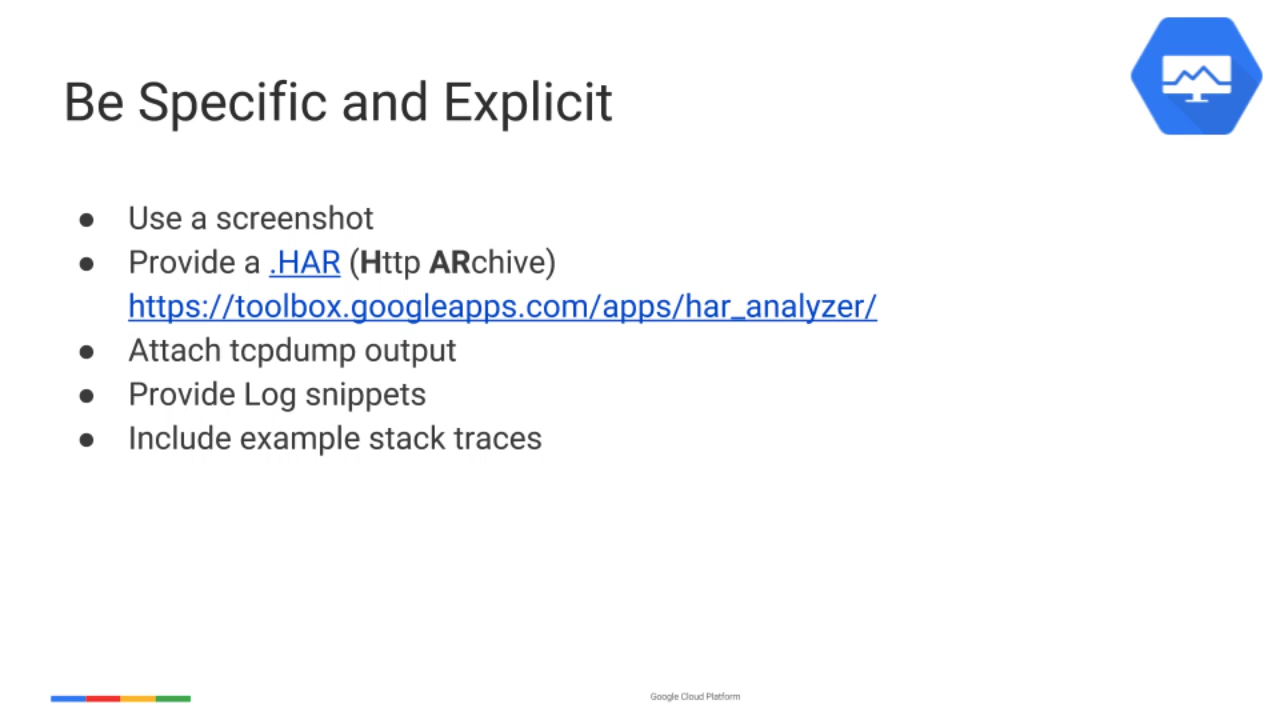 Be Specific and Explicit
● Use a screenshot
● Provide a .HAR (Http ARchive)
https://toolbox.googleapps.com/apps/har_analyzer/
● Attach tcpdump output
● Provide Log snippets
● Include example stack traces
Google Cloud Platform